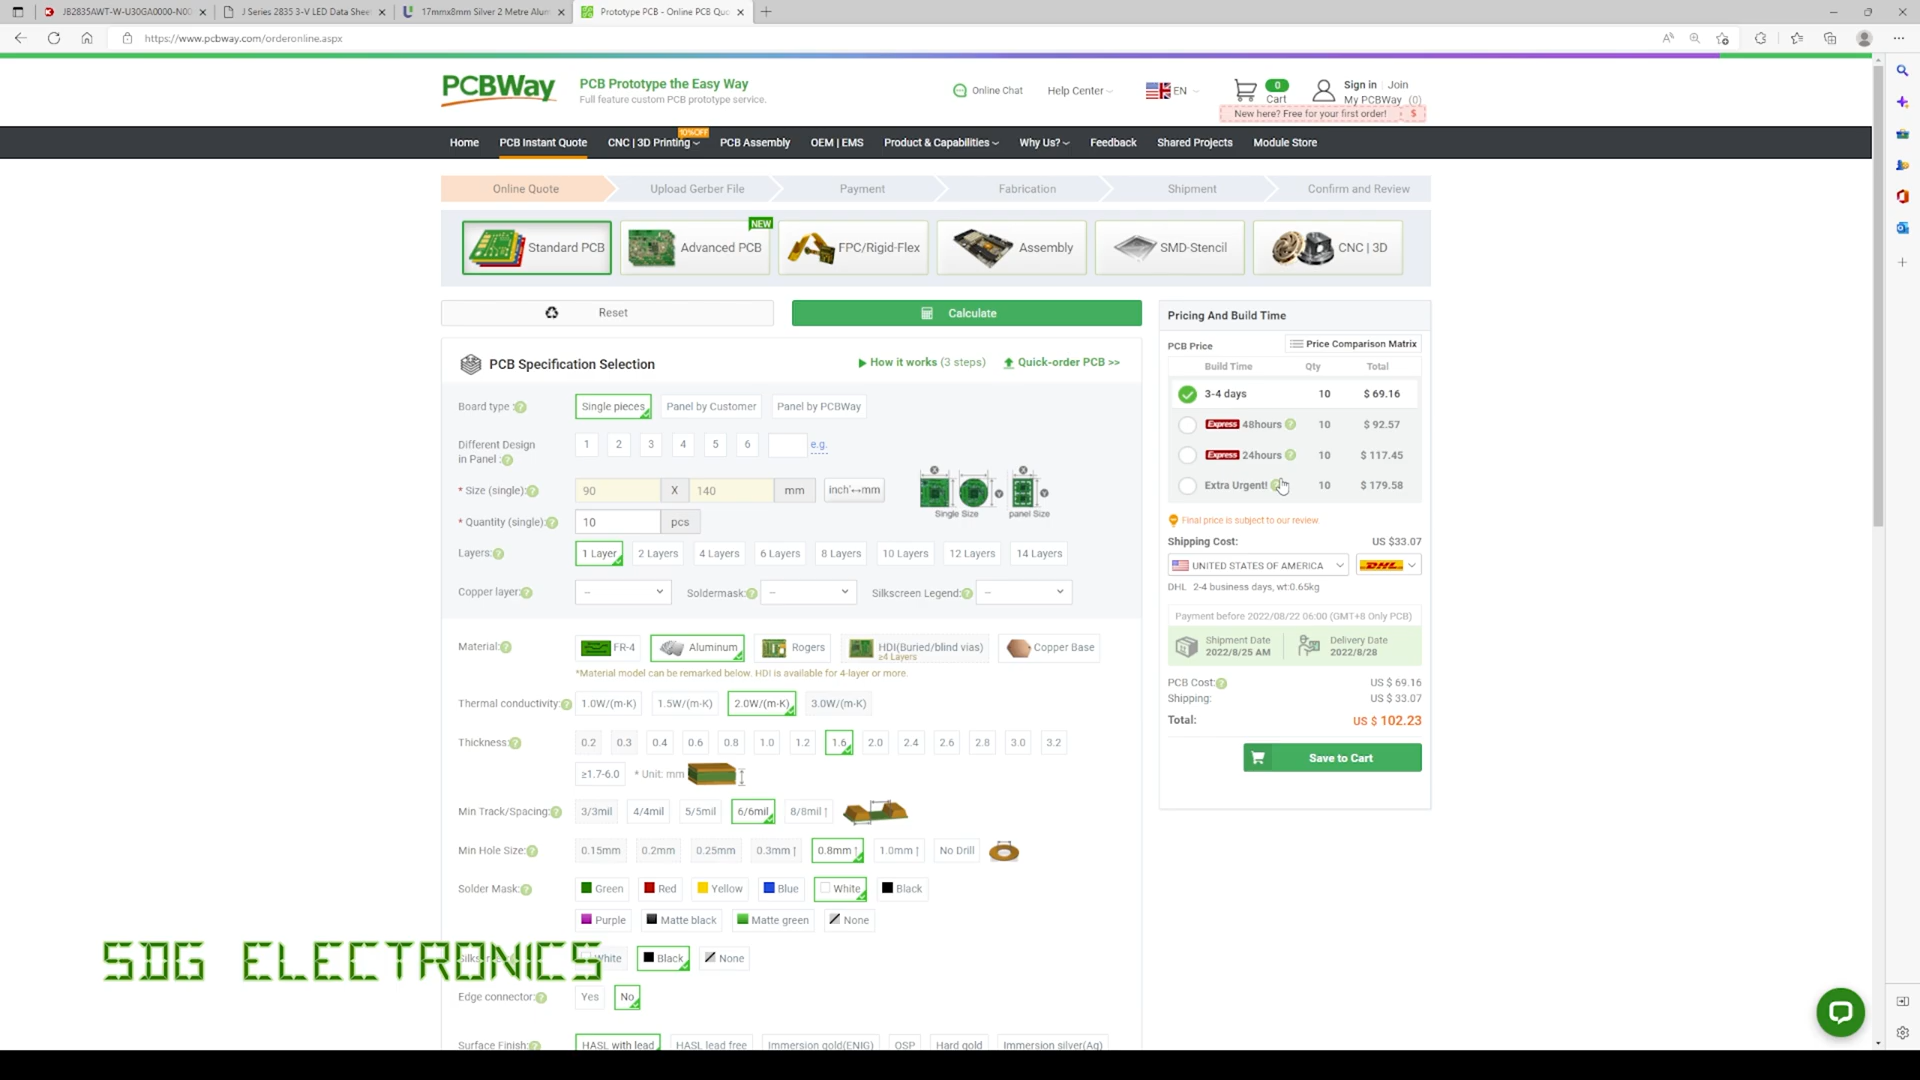 JB2835AWT-W-U30GA0000-N00
J Series 2835 3-V LED Data Sheet
17mmx8mm Silver 2 Metre Alum
Prototype PCB - Online PCB Quo
https://www.pcbway.com/orderonline.aspx
PCBWay
PCB Prototype the Easy Way
Full feature custom PCB prototype service.
Online Chat
Help Center
EN
0
Cart
Sign in | Join
My PCBWay (0)
New here? Free for your first order! $
10%OFF
Home PCB Instant Quote CNC | 3D Printing PCB Assembly OEM | EMS Product & Capabilities Why Us? Feedback Shared Projects Module Store
Online Quote Upload Gerber File Payment Fabrication Shipment Confirm and Review
NEW
Standard PCB Advanced PCB FPC/Rigid-Flex Assembly SMD-Stencil CNC | 3D
Reset
Calculate
PCB Specification Selection
How it works (3 steps)
Quick-order PCB >>
Board type : Single pieces Panel by Customer Panel by PCBWay
Different Design in Panel : 1 2 3 4 5 6 e.g.
* Size (single): 90 X 140 mm inch↔mm
Single Size panel Size
* Quantity (single): 10 pcs
Layers: 1 Layer 2 Layers 4 Layers 6 Layers 8 Layers 10 Layers 12 Layers 14 Layers
Copper layer: -- Soldermask: -- Silkscreen Legend: --
Material: FR-4 Aluminum Rogers HDI(Buried/blind vias) ≥4 Layers Copper Base
*Material model can be remarked below. HDI is available for 4-layer or more.
Thermal conductivity: 1.0W/(m-K) 1.5W/(m-K) 2.0W/(m-K) 3.0W/(m-K)
Thickness: 0.2 0.3 0.4 0.6 0.8 1.0 1.2 1.6 2.0 2.4 2.6 2.8 3.0 3.2
≥1.7-6.0 * Unit: mm
Min Track/Spacing: 3/3mil 4/4mil 5/5mil 6/6mil 8/8mil↑
Min Hole Size: 0.15mm 0.2mm 0.25mm 0.3mm↑ 0.8mm↑ 1.0mm↑ No Drill
Solder Mask: Green Red Yellow Blue White Black
Purple Matte black Matte green None
White Black None
SDG ELECTRONICS
Edge connector: Yes No
Surface Finish: HASL with lead HASL lead free Immersion gold(ENIG) OSP Hard gold Immersion silver(Ag)
Pricing And Build Time
PCB Price Price Comparison Matrix
Build Time Qty Total
3-4 days 10 $ 69.16
Express 48hours 10 $ 92.57
Express 24hours 10 $ 117.45
Extra Urgent! 10 $ 179.58
Final price is subject to our review
Shipping Cost: US $33.07
UNITED STATES OF AMERICA DHL
DHL 2-4 business days, wt:0.65kg
Payment before 2022/08/22 06:00 (GMT+8 Only PCB)
Shipment Date Delivery Date
2022/8/25 AM 2022/8/28
PCB Cost: US $ 69.16
Shipping: US $ 33.07
Total: US $ 102.23
Save to Cart